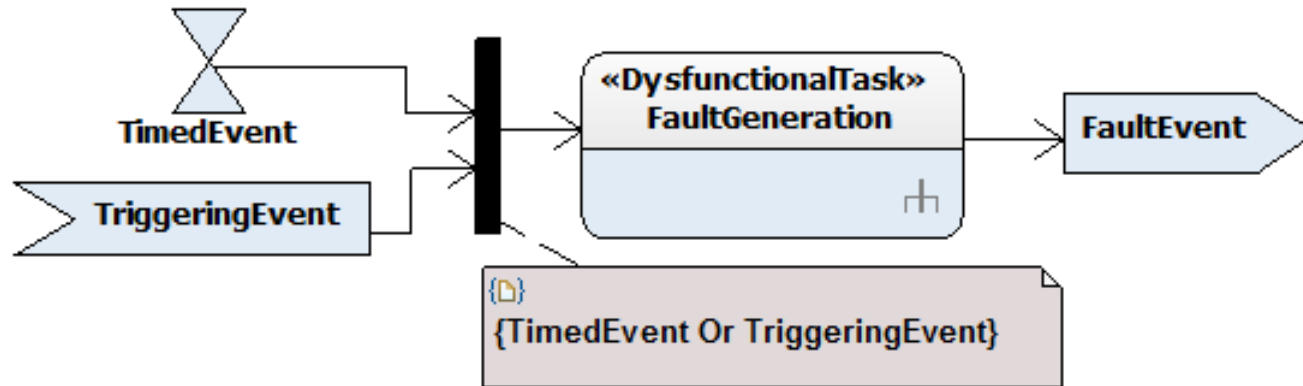 TimedEvent
TriggeringEvent
«DysfunctionalTask»
FaultGeneration
FaultEvent
{TimedEvent Or TriggeringEvent}